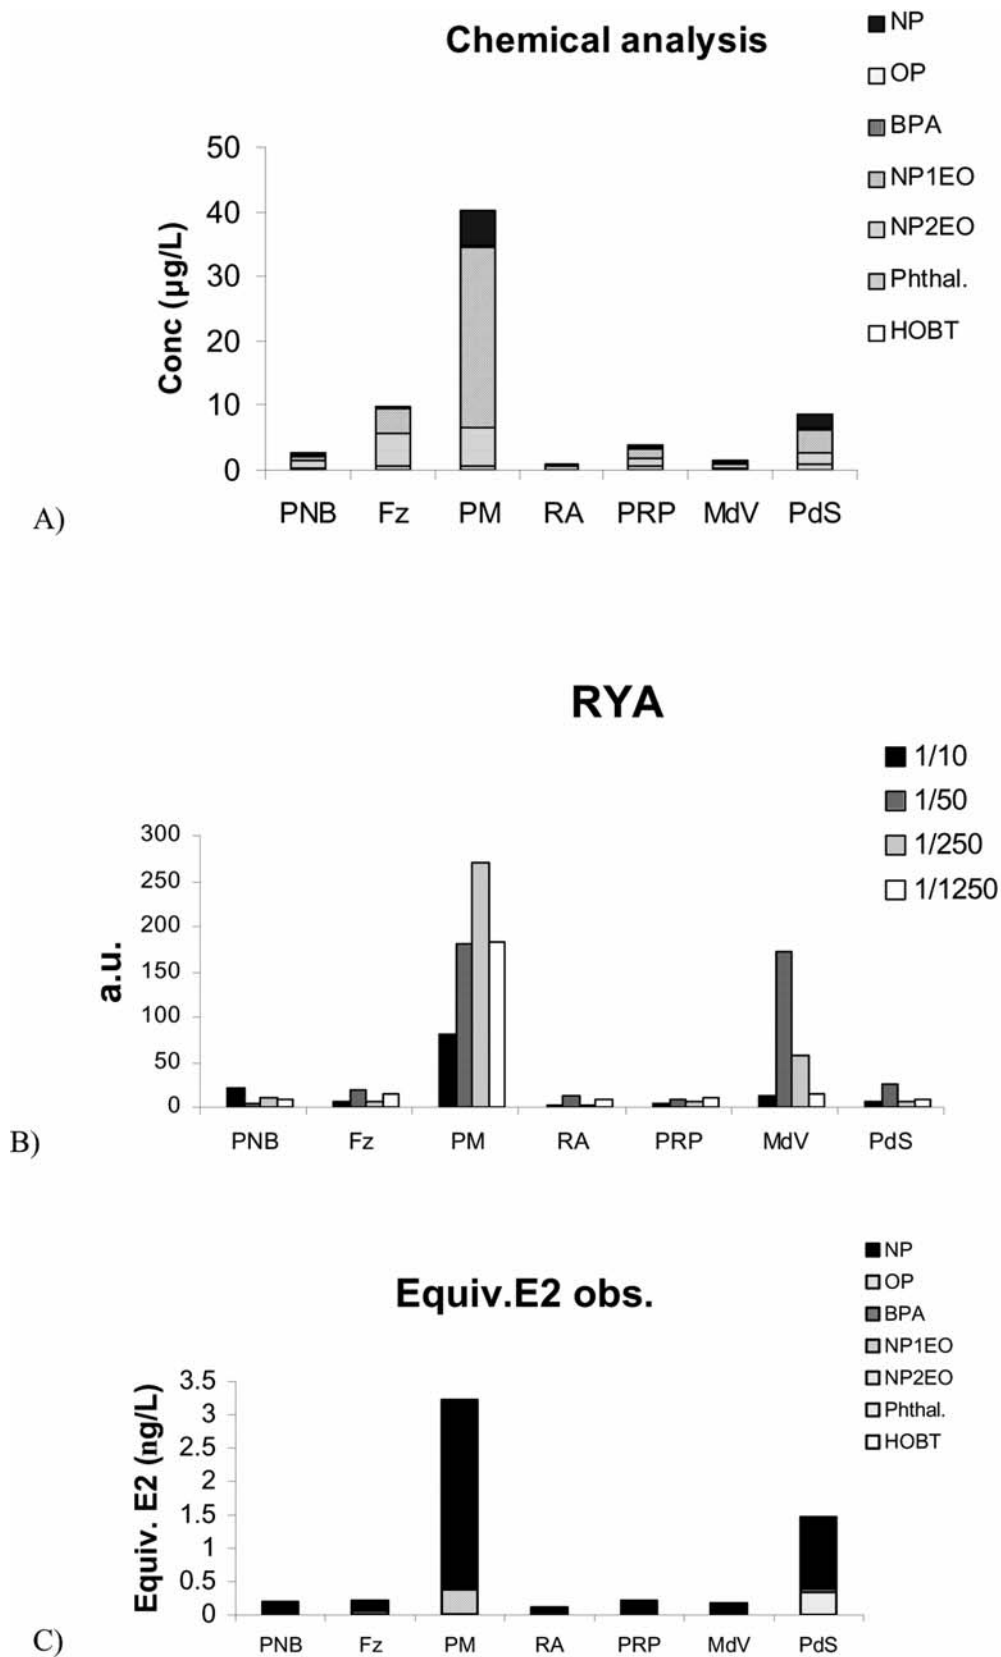 Chemical analysis
NP
OP
BPA
NP1EO
NP2EO
Phthal.
HOBT
Conc (µg/L)
50
40
30
20
10
0
PNB Fz PM RA PRP MdV PdS
A)
RYA
1/10
1/50
1/250
1/1250
a.u.
300
250
200
150
100
50
0
PNB Fz PM RA PRP MdV PdS
B)
Equiv.E2 obs.
NP
OP
BPA
NP1EO
NP2EO
Phthal.
HOBT
Equiv. E2 (ng/L)
3.5
3
2.5
2
1.5
1
0.5
0
PNB Fz PM RA PRP MdV PdS
C)